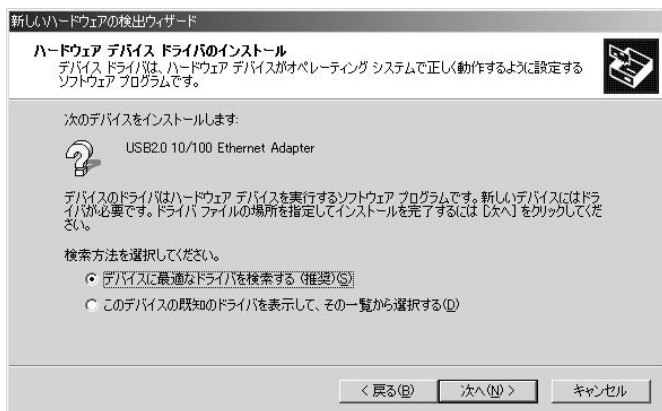 新しいハードウェアの検出ウィザード
ハードウェア デバイス ドライバのインストール
デバイス ドライバは、ハードウェア デバイスがオペレーティング システムで正しく動作するように設定する
ソフトウェア プログラムです。
次のデバイスをインストールします:
USB2.0 10/100 Ethernet Adapter
デバイスのドライバはハードウェア デバイスを実行するソフトウェア プログラムです。新しいデバイスにはドラ
イバが必要です。ドライバ ファイルの場所を指定してインストールを完了するには [次へ] をクリックしてくだ
さい。
検索方法を選択してください。
デバイスに最適なドライバを検索する (推奨)(S)
このデバイスの既知のドライバを表示して、その一覧から選択する(D)
< 戻る(B) 次へ(N) > キャンセル